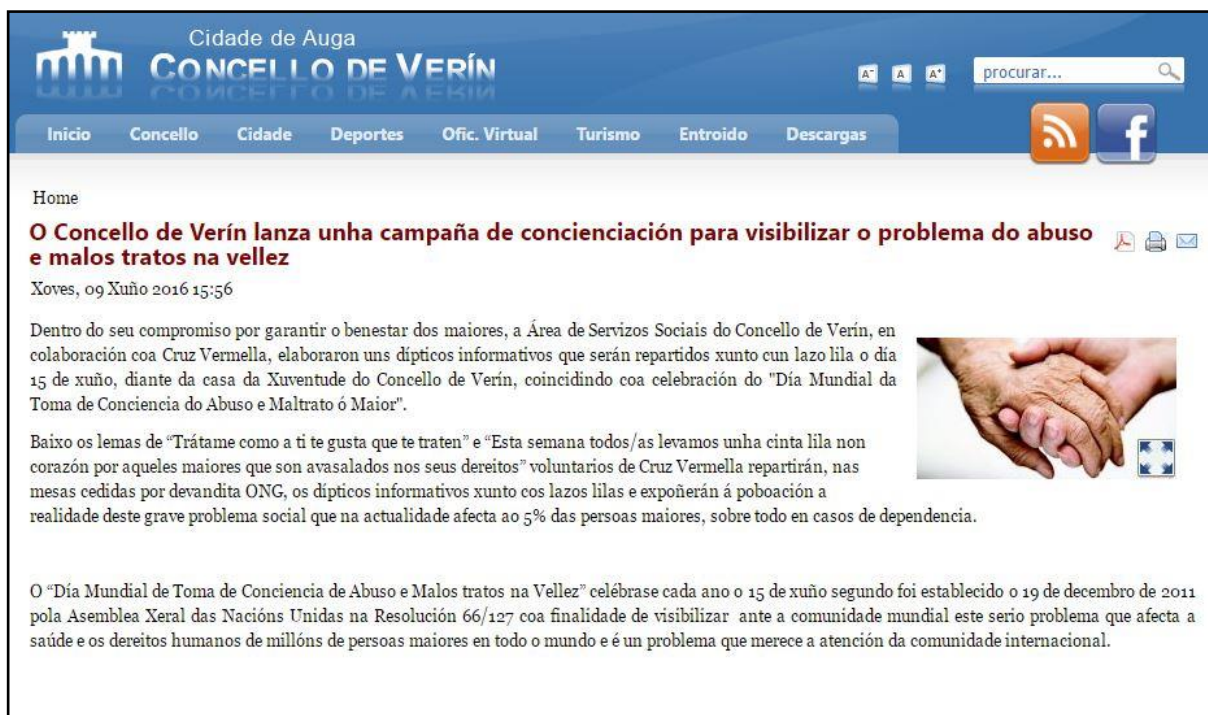 Cidade de Auga
CONCELLO DE VERÍN
A- A A+ procurar...
Inicio Concello Cidade Deportes Ofic. Virtual Turismo Entroido Descargas
Home
O Concello de Verín lanza unha campaña de concienciación para visibilizar o problema do abuso
e malos tratos na vellez
Xoves, 09 Xuño 2016 15:56
Dentro do seu compromiso por garantir o benestar dos maiores, a Área de Servizos Sociais do Concello de Verín, en
colaboración coa Cruz Vermella, elaboraron uns dípticos informativos que serán repartidos xunto cun lazo lila o día
15 de xuño, diante da casa da Xuventude do Concello de Verín, coincidindo coa celebración do "Día Mundial da
Toma de Conciencia do Abuso e Maltrato ó Maior".
Baixo os lemas de “Trátame como a ti te gusta que te traten” e “Esta semana todos/as levamos unha cinta lila non
corazón por aqueles maiores que son avasalados nos seus dereitos” voluntarios de Cruz Vermella repartirán, nas
mesas cedidas por devandita ONG, os dípticos informativos xunto cos lazos lilas e expoñerán á poboación a
realidade deste grave problema social que na actualidade afecta ao 5% das persoas maiores, sobre todo en casos de dependencia.
O “Día Mundial de Toma de Conciencia de Abuso e Malos tratos na Vellez” celébrase cada ano o 15 de xuño segundo foi establecido o 19 de decembro de 2011
pola Asemblea Xeral das Nacións Unidas na Resolución 66/127 coa finalidade de visibilizar ante a comunidade mundial este serio problema que afecta a
saúde e os dereitos humanos de millóns de persoas maiores en todo o mundo e é un problema que merece a atención da comunidade internacional.